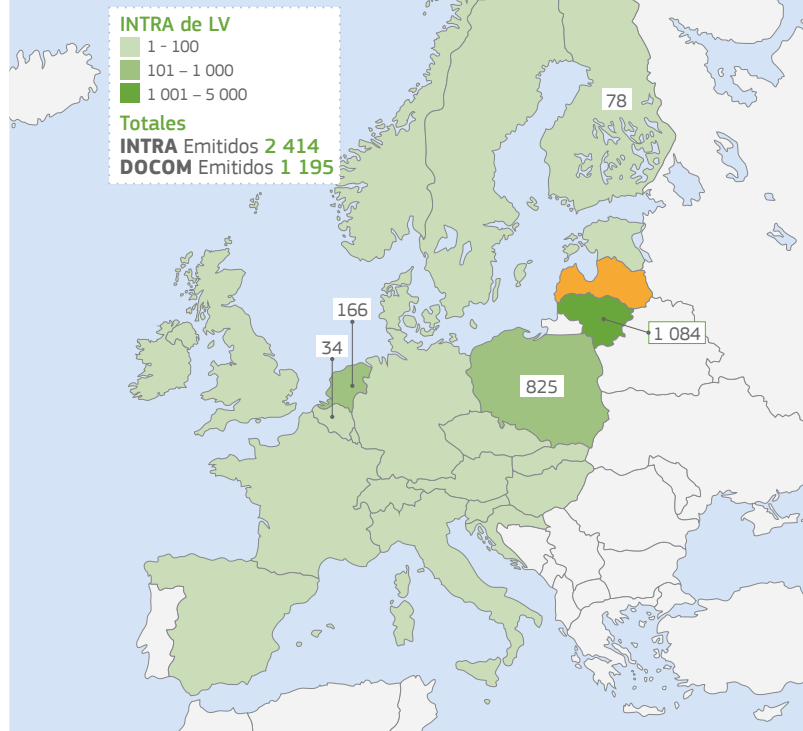 INTRA de LV
1 - 100
101 – 1 000
1 001 – 5 000
Totales
INTRA Emitidos 2 414
DOCOM Emitidos 1 195
78
166
34
1 084
825